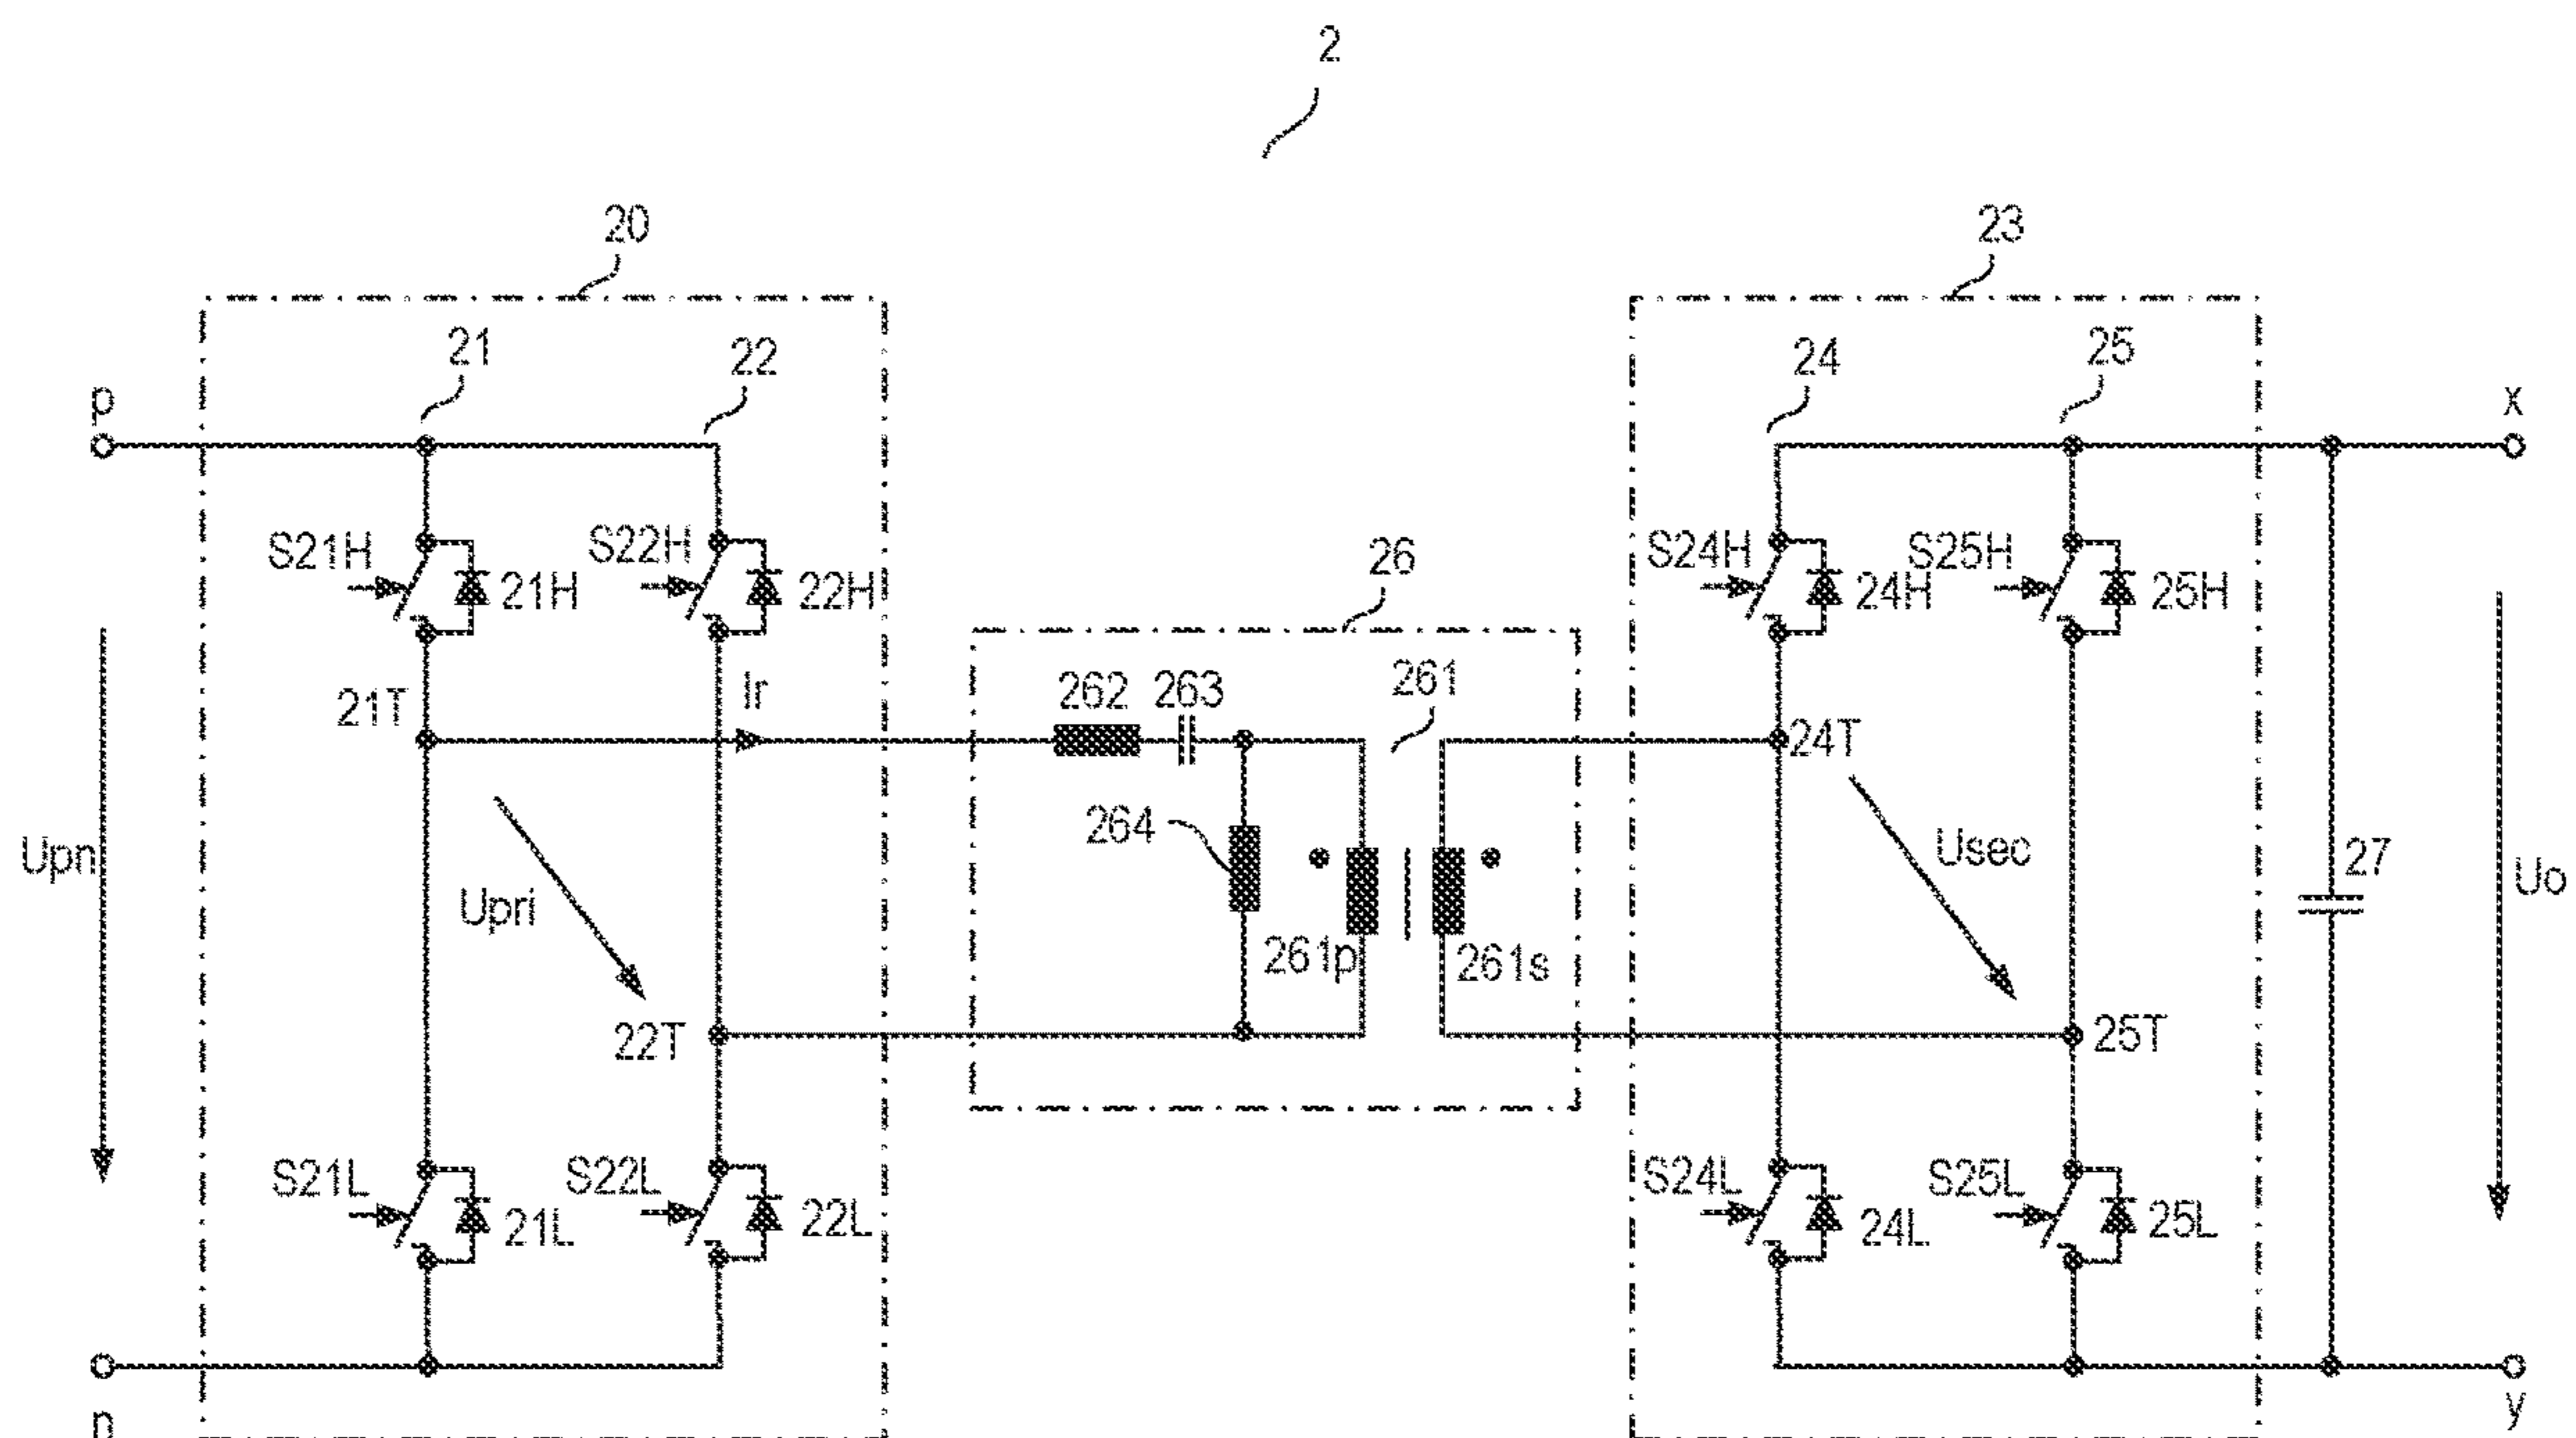 2
20
23
21
22
24
25
p
x
S21H
21H
S22H
22H
S24H
24H
S25H
25H
26
21T
Ir
262
263
261
24T
264
Upn
Upri
Usec
27
Uo
261p
261s
22T
25T
S21L
21L
S22L
22L
S24L
24L
S25L
25L
n
y